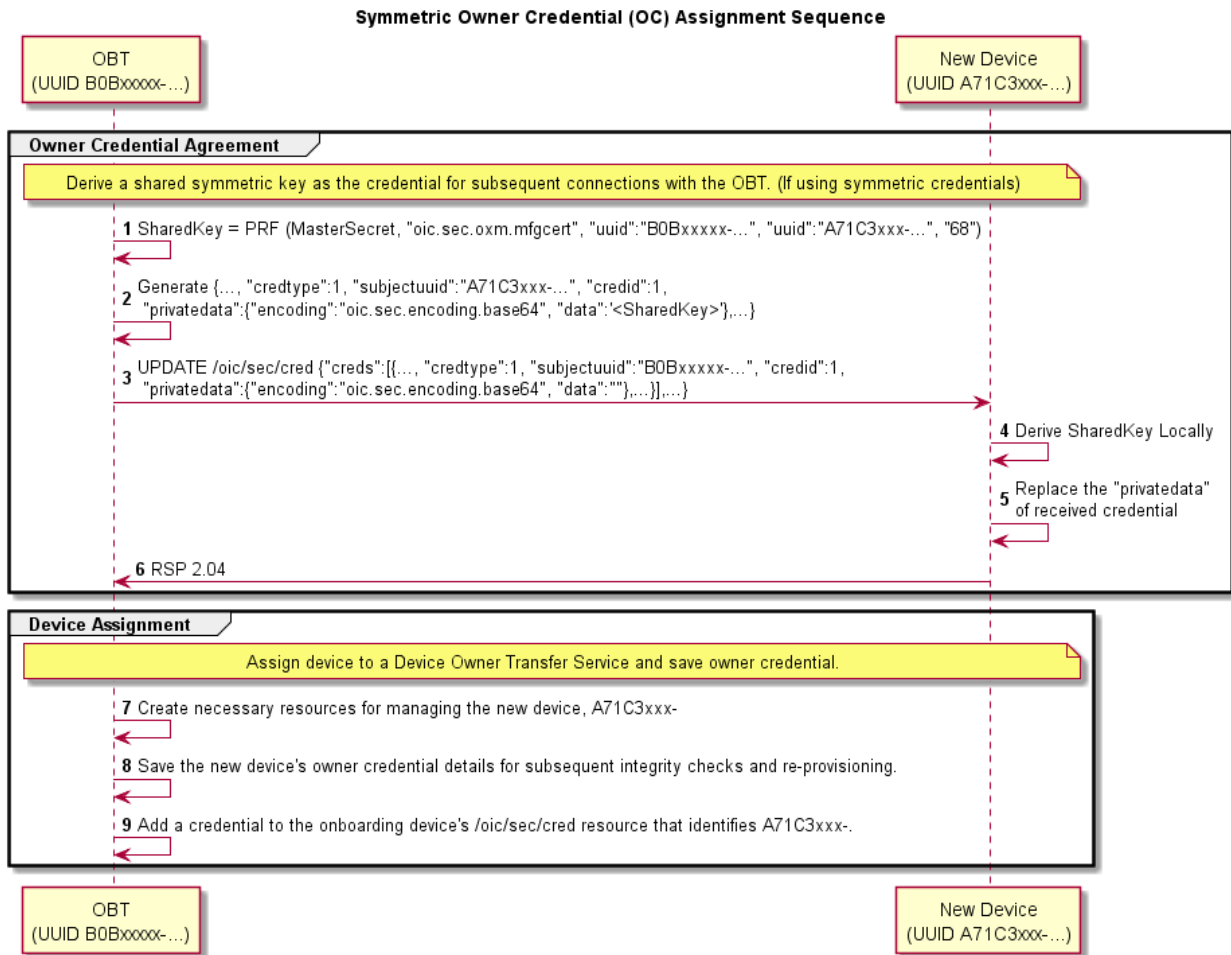 Symmetric Owner Credential (OC) Assignment Sequence
OBT
(UUID B0Bxxxxx-...)
New Device
(UUID A71C3xxx-...)
Owner Credential Agreement
Derive a shared symmetric key as the credential for subsequent connections with the OBT. (If using symmetric credentials)
1 SharedKey = PRF (MasterSecret, "oic.sec.oxm.mfgcert", "uuid":"B0Bxxxxx-...", "uuid":"A71C3xxx-...", "68")
2 Generate {..., "credtype":1, "subjectuuid":"A71C3xxx-...", "credid":1,
"privatedata":{"encoding":"oic.sec.encoding.base64", "data":'<SharedKey>'},...}
3 UPDATE /oic/sec/cred {"creds":[{..., "credtype":1, "subjectuuid":"B0Bxxxxx-...", "credid":1,
"privatedata":{"encoding":"oic.sec.encoding.base64", "data":""},...}],...}
4 Derive SharedKey Locally
5 Replace the "privatedata"
of received credential
6 RSP 2.04
Device Assignment
Assign device to a Device Owner Transfer Service and save owner credential.
7 Create necessary resources for managing the new device, A71C3xxx-
8 Save the new device's owner credential details for subsequent integrity checks and re-provisioning.
9 Add a credential to the onboarding device's /oic/sec/cred resource that identifies A71C3xxx-.
OBT
(UUID B0Bxxxxx-...)
New Device
(UUID A71C3xxx-...)